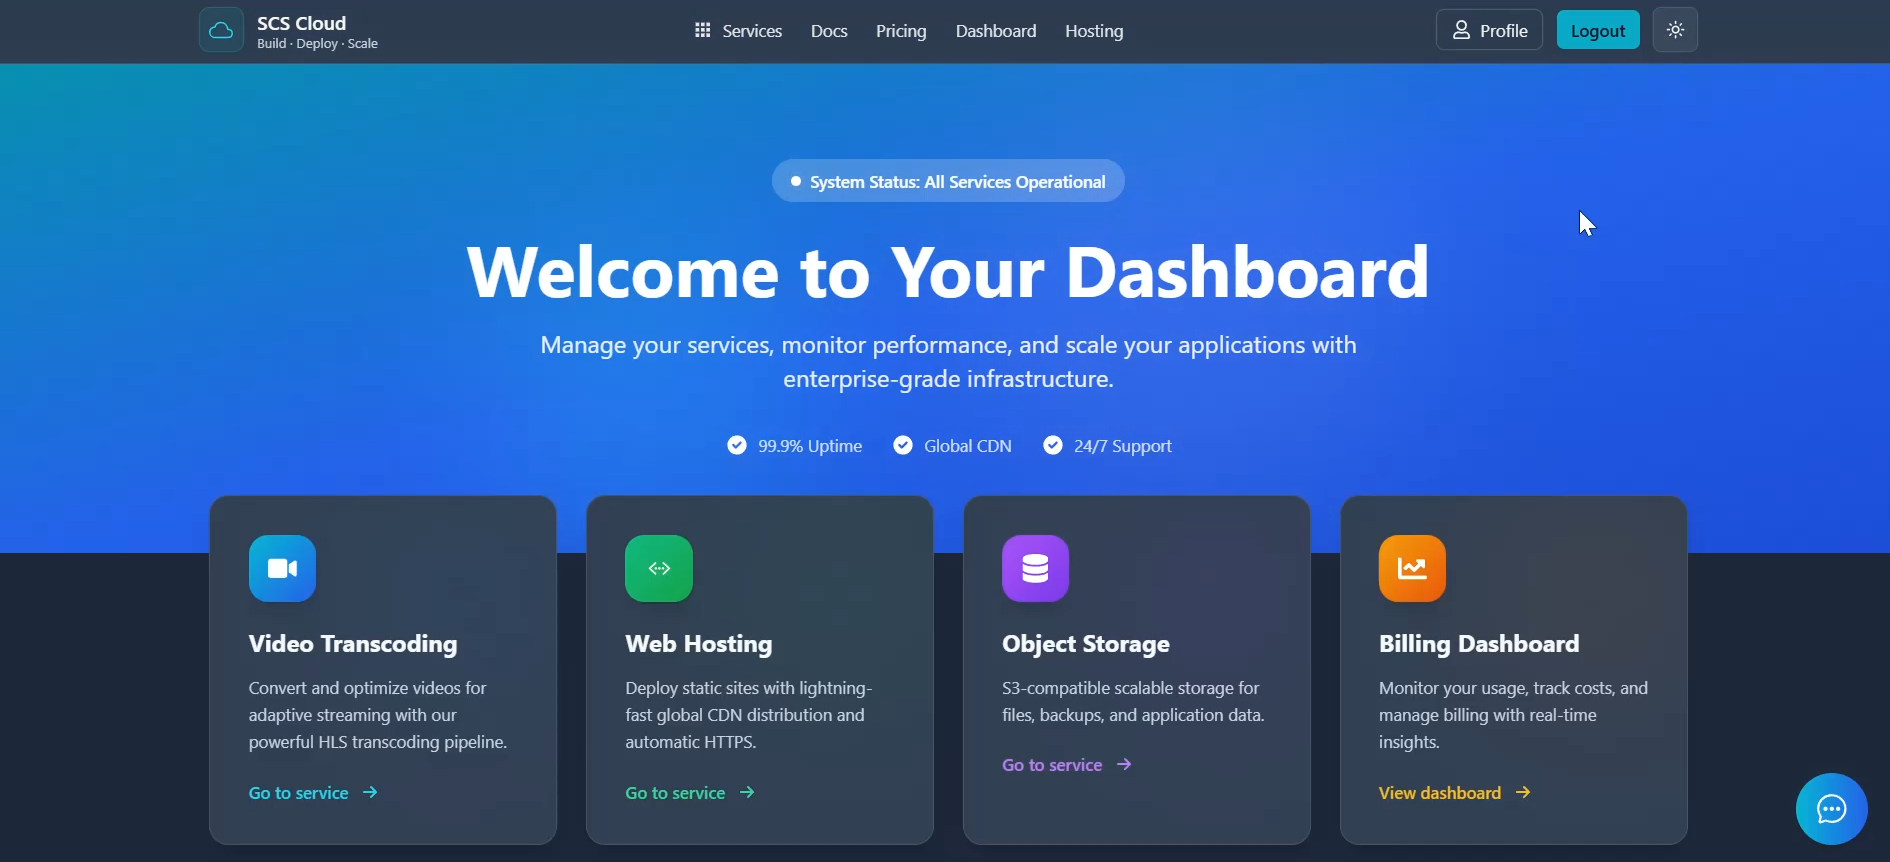 SCS Cloud
Build · Deploy · Scale
Services
Docs
Pricing
Dashboard
Hosting
Profile
Logout
System Status: All Services Operational
Welcome to Your Dashboard
Manage your services, monitor performance, and scale your applications with
enterprise-grade infrastructure.
99.9% Uptime
Global CDN
24/7 Support
Video Transcoding
Convert and optimize videos for
adaptive streaming with our
powerful HLS transcoding pipeline.
Go to service
Web Hosting
Deploy static sites with lightning-
fast global CDN distribution and
automatic HTTPS.
Go to service
Object Storage
S3-compatible scalable storage for
files, backups, and application data.
Go to service
Billing Dashboard
Monitor your usage, track costs, and
manage billing with real-time
insights.
View dashboard